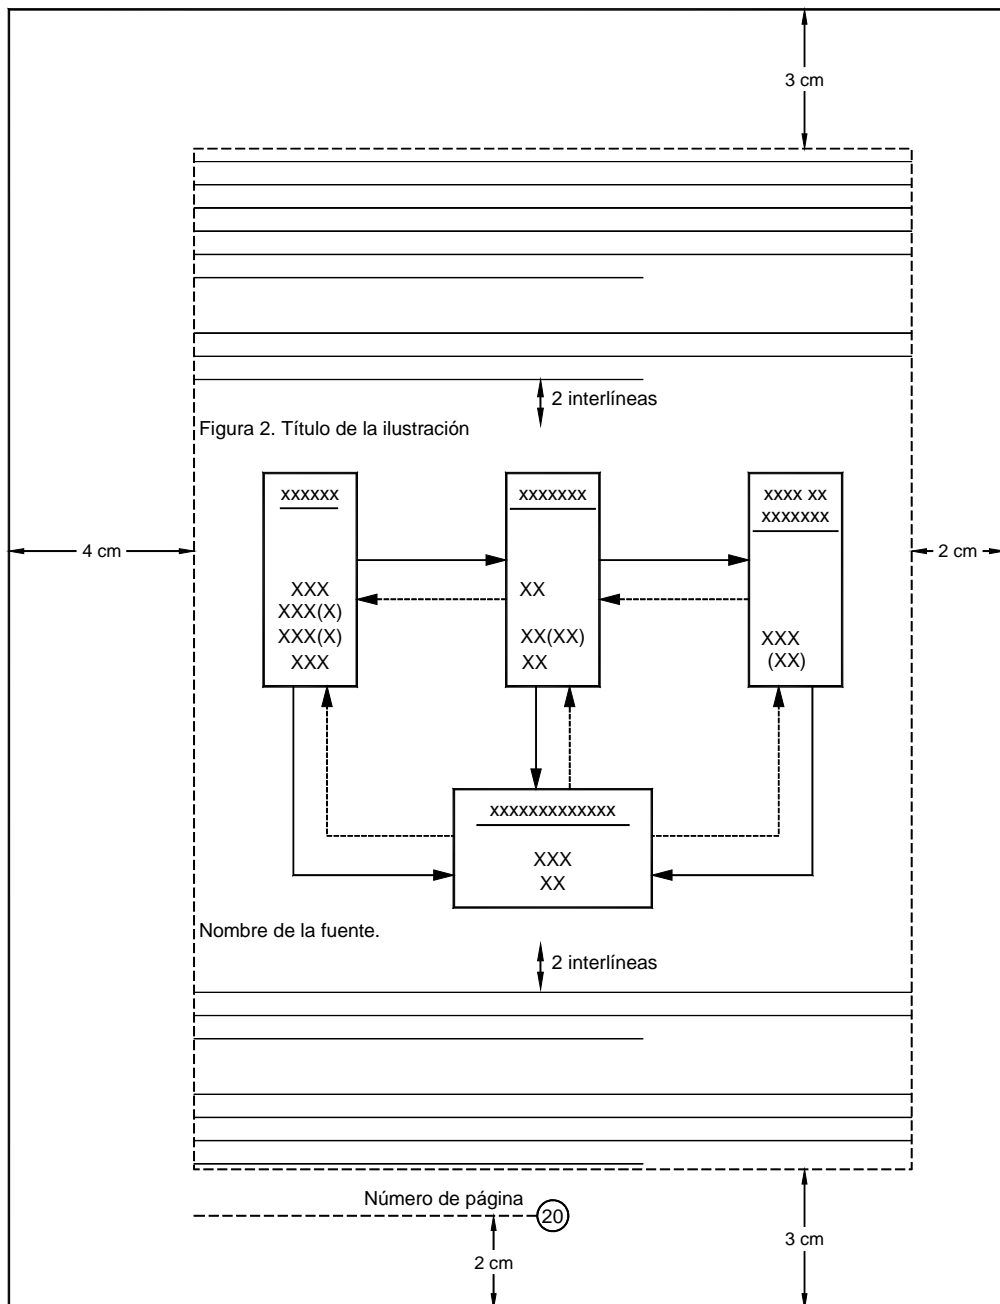 3 cm
2 interlíneas
Figura 2. Título de la ilustración
xxxxxx
xxxxxxx
xxxx xx
xxxxxxx
4 cm
2 cm
XXX
XXX(X)
XXX(X)
XXX
XX
XX(XX)
XX
XXX
(XX)
xxxxxxxxxxxxx
XXX
XX
Nombre de la fuente.
2 interlíneas
Número de página
20
3 cm
2 cm